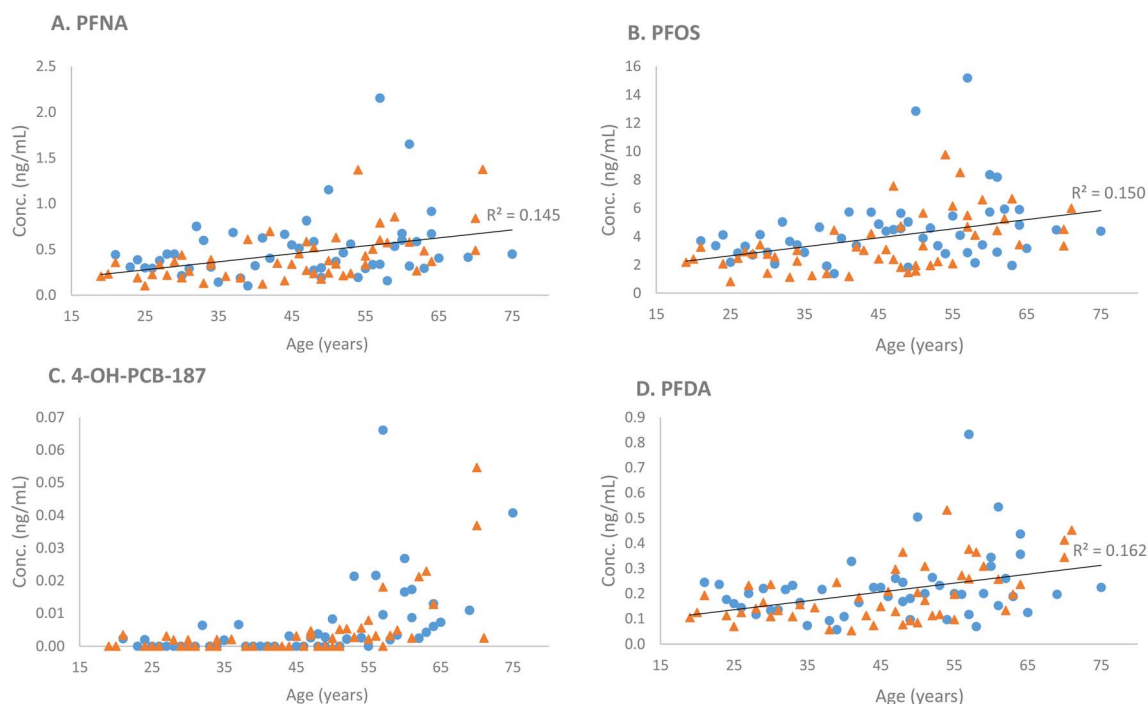 A. PFNA
2.5
2.0
1.5
1.0
0.5
0.0
Conc. (ng/mL)
R² = 0.145
15 25 35 45 55 65 75
Age (years)
B. PFOS
16
14
12
10
8
6
4
2
0
Conc. (ng/mL)
R² = 0.150
15 25 35 45 55 65 75
Age (years)
C. 4-OH-PCB-187
0.07
0.06
0.05
0.04
0.03
0.02
0.01
0.00
Conc. (ng/mL)
15 25 35 45 55 65 75
Age (years)
D. PFDA
0.9
0.8
0.7
0.6
0.5
0.4
0.3
0.2
0.1
0.0
Conc. (ng/mL)
R² = 0.162
15 25 35 45 55 65 75
Age (years)